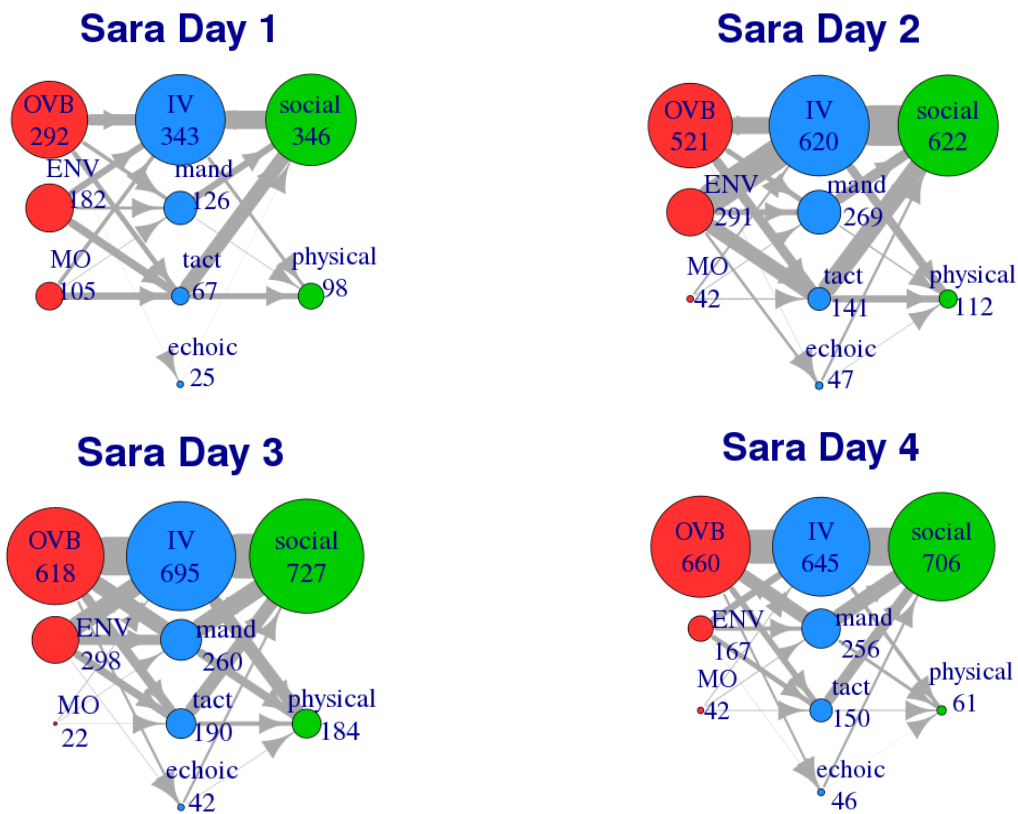 Sara Day 1
OVB
292
IV
343
social
346
ENV
182
mand
126
MO
105
tact
67
physical
98
echoic
25
Sara Day 2
OVB
521
IV
620
social
622
ENV
291
mand
269
MO
42
tact
141
physical
112
echoic
47
Sara Day 3
OVB
618
IV
695
social
727
ENV
298
mand
260
MO
22
tact
190
physical
184
echoic
42
Sara Day 4
OVB
660
IV
645
social
706
ENV
167
mand
256
MO
42
tact
150
physical
61
echoic
46